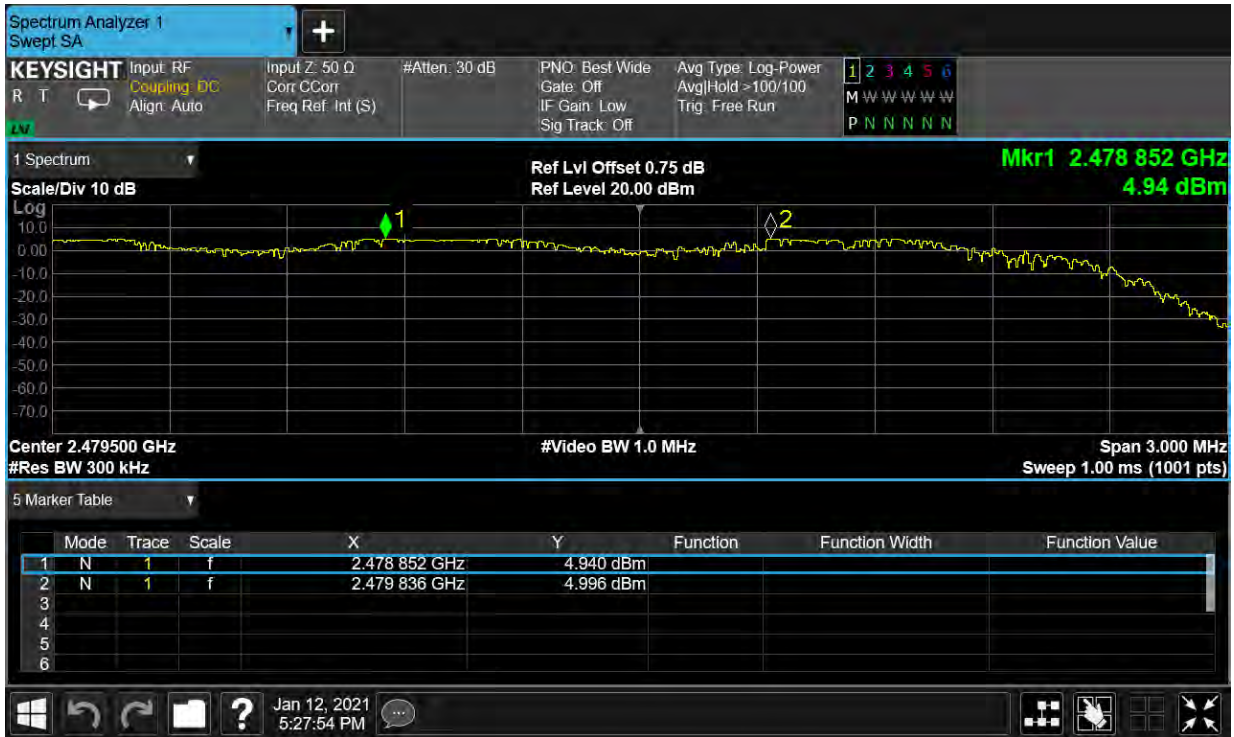 Spectrum Analyzer 1
Swept SA
KEYSIGHT Input: RF Input Z: 50 Ω #Atten: 30 dB PNO: Best Wide Avg Type: Log-Power 1 2 3 4 5 6
R T Coupling: DC Corr CCorr Gate: Off Avg|Hold >100/100 M W W W W W
Align: Auto Freq Ref: Int (S) IF Gain: Low Trig: Free Run
Sig Track: Off P N N N N N
LXI
1 Spectrum Ref Lvl Offset 0.75 dB Mkr1 2.478 852 GHz
Scale/Div 10 dB Ref Level 20.00 dBm 4.94 dBm
Log
10.0
0.00
-10.0
-20.0
-30.0
-40.0
-50.0
-60.0
-70.0
1
2
Center 2.479500 GHz #Video BW 1.0 MHz Span 3.000 MHz
#Res BW 300 kHz Sweep 1.00 ms (1001 pts)
5 Marker Table
Mode Trace Scale X Y Function Function Width Function Value
1 N 1 f 2.478 852 GHz 4.940 dBm
2 N 1 f 2.479 836 GHz 4.996 dBm
3
4
5
6
? Jan 12, 2021
5:27:54 PM